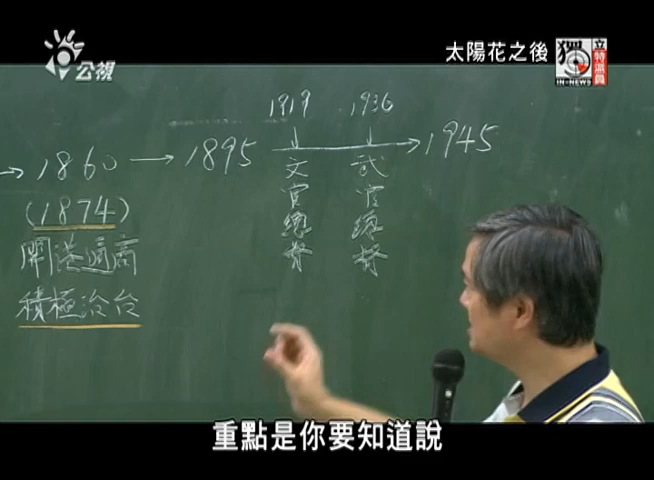 公視
太陽花之後
獨立特派員
IN-NEWS
1919 1936
→ 1860 → 1895 → 1945
(1874)
開港通商
積極治台
文官總督
武官總督
重點是你要知道說